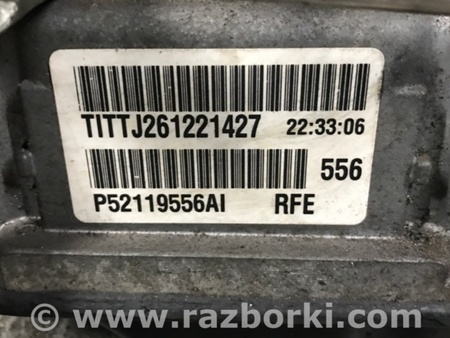 TITTJ261221427 22:33:06
556
P52119556AI RFE
© www.razborki.com